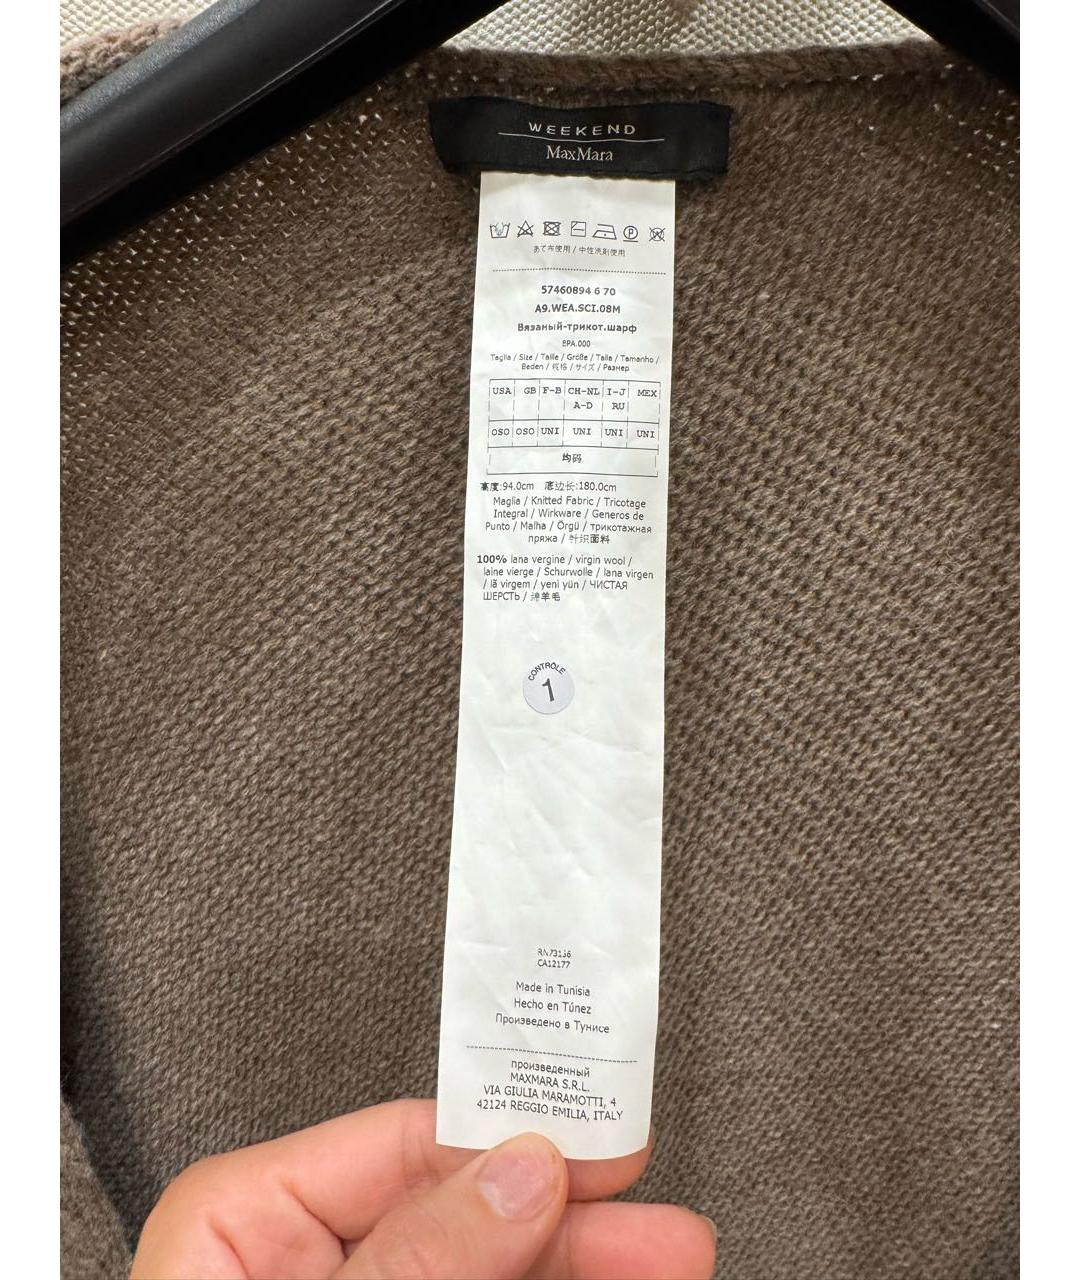 WEEKEND
MaxMara
P
あて布使用 / 中性洗剤使用
57460894 6 70
A9.WEA.SCI.08M
Вязаный-трикот.шарф
BPA.000
Taglia / Size / Taille / Größe / Talla / Tamanho /
Beden / 规格 / サイズ / Размер
USA GB F-B CH-NL I-J MEX
A-D RU
OSO OSO UNI UNI UNI UNI
均码
高度:94.0cm 底边长:180.0cm
Maglia / Knitted Fabric / Tricotage
Integral / Wirkware / Generos de
Punto / Malha / Örgü / трикотажная
пряжа / 针织面料
100% lana vergine / virgin wool /
laine vierge / Schurwolle / lana virgen
/ lã virgem / yeni yün / ЧИСТАЯ
ШЕРСТЬ / 绵羊毛
CONTROLE
1
RN73136
CA12177
Made in Tunisia
Hecho en Túnez
Произведено в Тунисе
произведенный
MAXMARA S.R.L.
VIA GIULIA MARAMOTTI, 4
42124 REGGIO EMILIA, ITALY